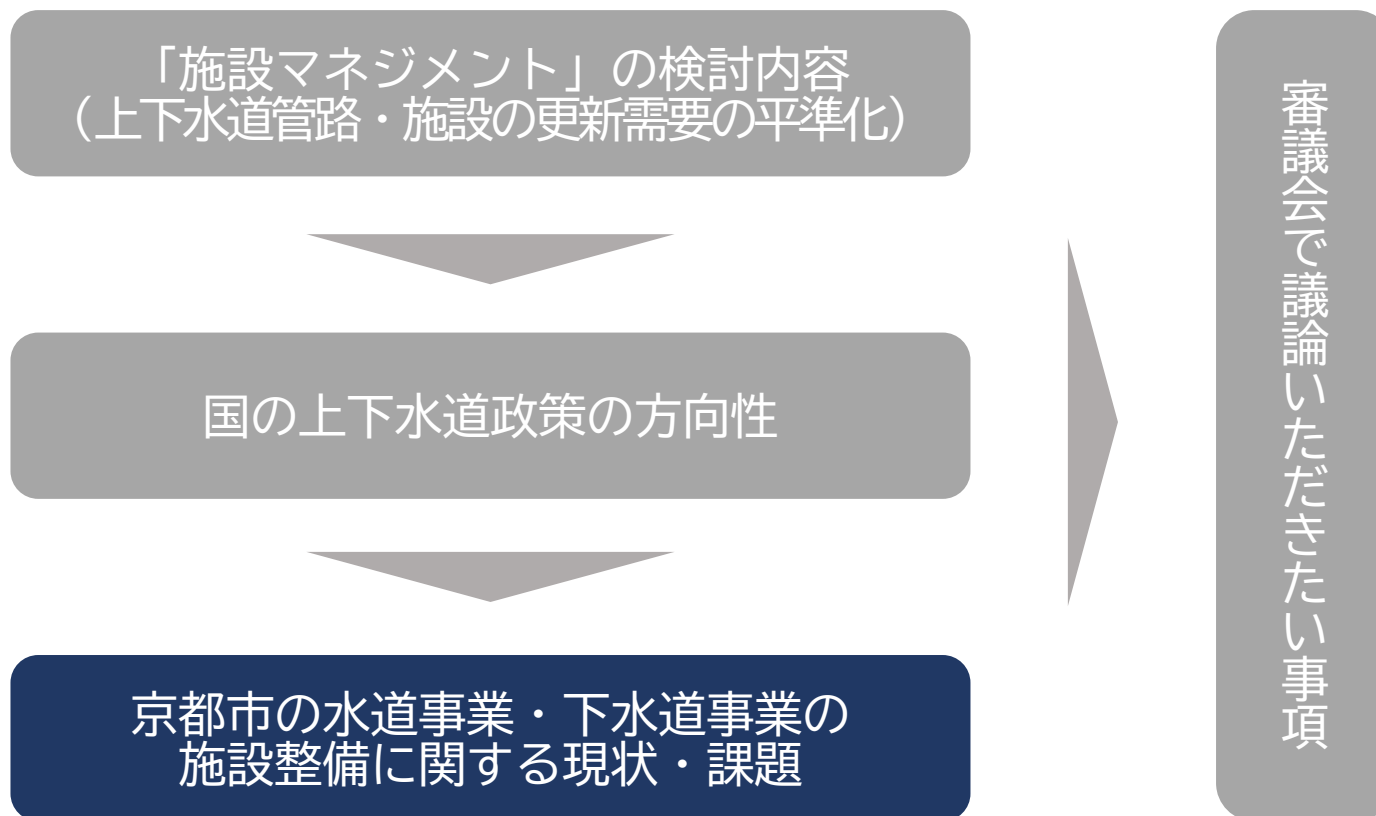 「施設マネジメント」の検討内容
（上下水道管路・施設の更新需要の平準化）
国の上下水道政策の方向性
京都市の水道事業・下水道事業の
施設整備に関する現状・課題
審議会で議論いただきたい事項